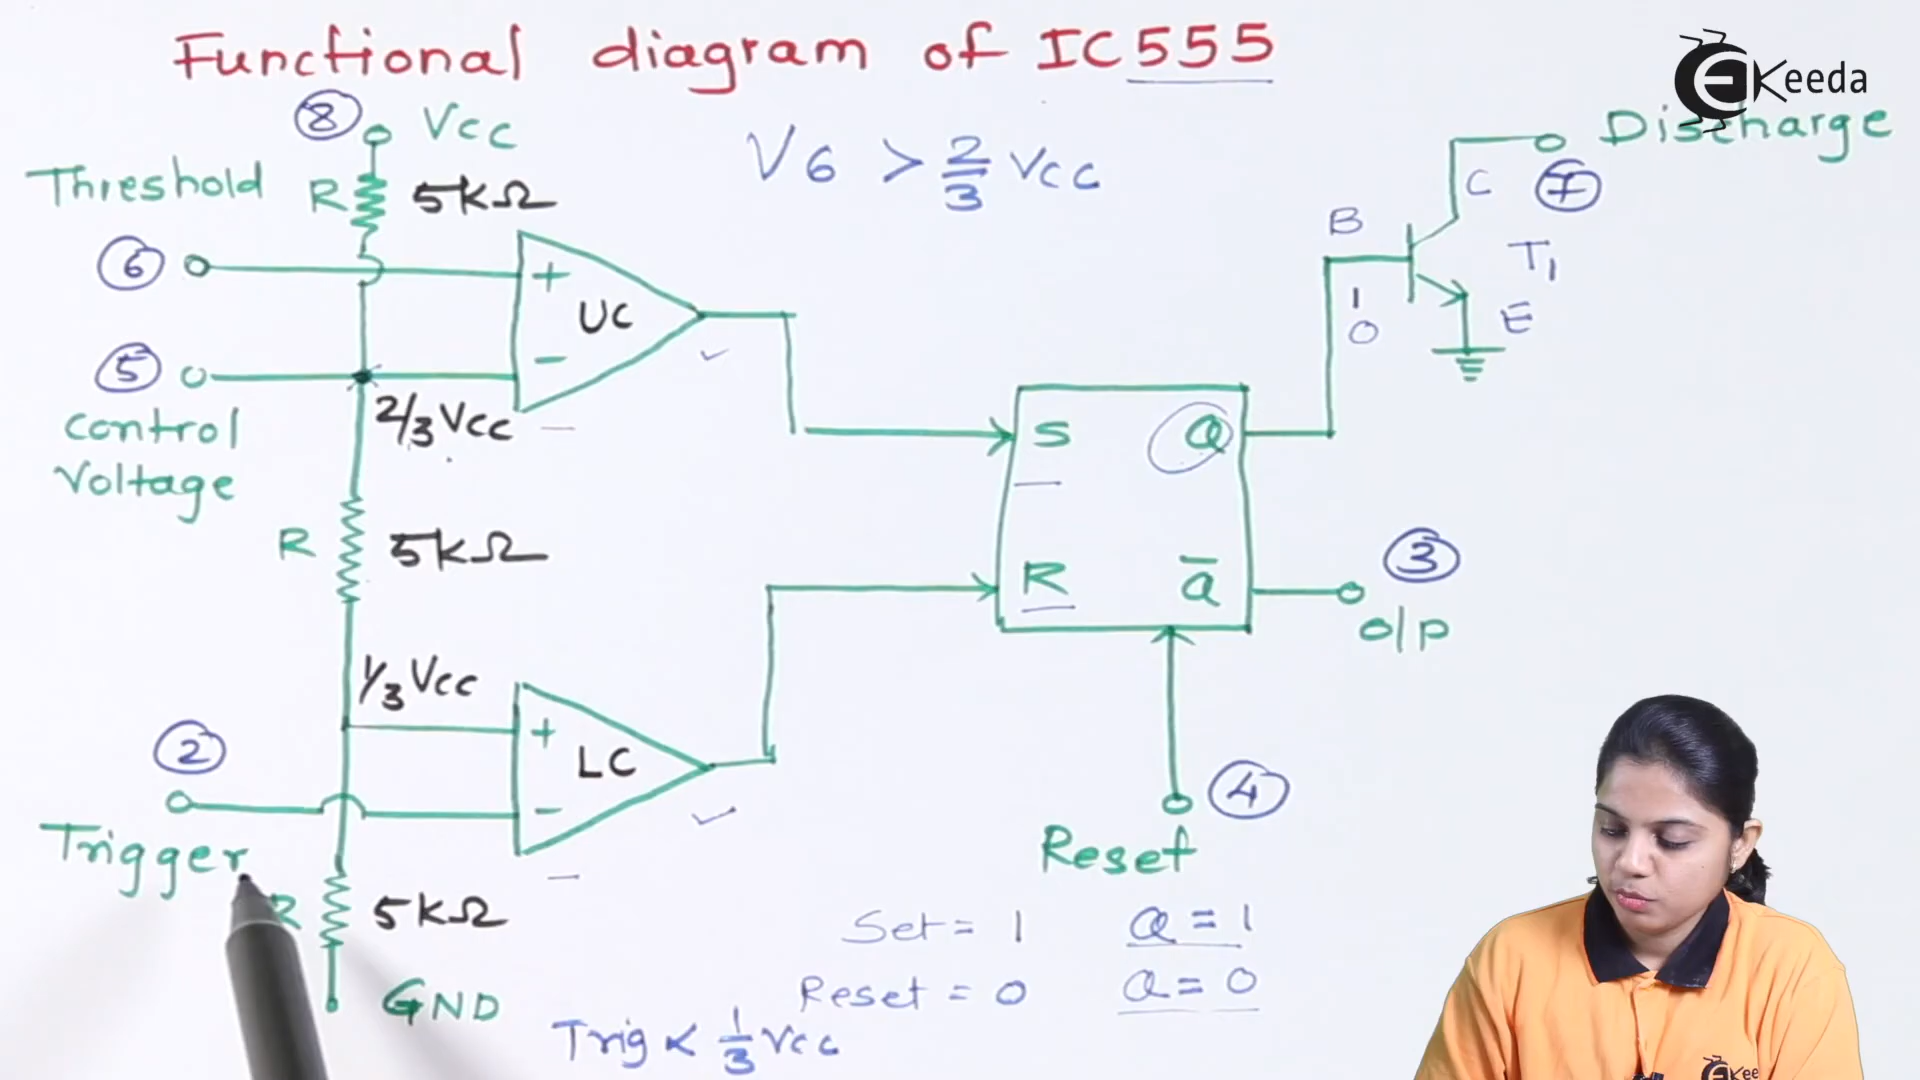 Functional diagram of IC555
EKeeda
8 Vcc
Discharge
Threshold R 5KΩ
V6 > 2/3 Vcc
C 7
B
6 + UC
T1
1
0
E
5 -
2/3 Vcc
Control
Voltage
S Q
R 5KΩ
3
R Q̅
o/p
1/3 Vcc
2 + LC
4
-
Trigger
Reset
R 5KΩ
Set = 1 Q = 1
Reset = 0 Q = 0
GND
Trig < 1/3 Vcc
EKee